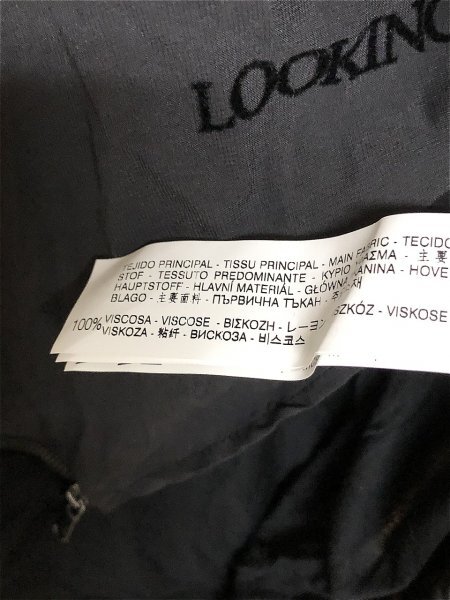 LOOKING
TEJIDO PRINCIPAL - TISSU PRINCIPAL - MAIN FABRIC - TECIDO
STOF - TESSUTO PREDOMINANTE - ΚΥΡΙΟ - 主要
HAUPTSTOFF - HLAVNÍ MATERIÁL - GŁÓWNA TKANINA - HOVE
BLAGO - 主要面料 - ПЪРВИЧНА ТЪКАН - 주
100% VISCOSA - VISCOSE - ΒΙΣΚΟΖΗ - レーヨン SZKÓZ - VISKOSE
VISKOZA - 粘纤 - ВИСКОЗА - 비스코스